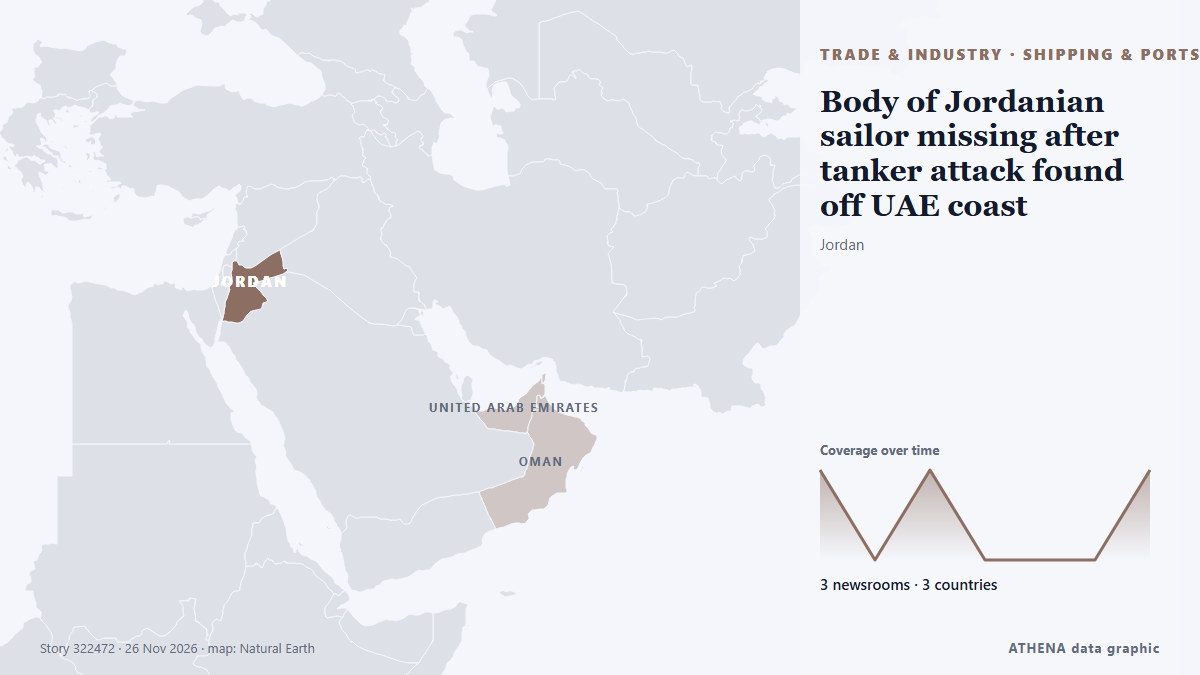 TRADE & INDUSTRY · SHIPPING & PORTS
Body of Jordanian
sailor missing after
tanker attack found
off UAE coast
Jordan
JORDAN
UNITED ARAB EMIRATES
OMAN
Coverage over time
3 newsrooms · 3 countries
Story 322472 · 26 Nov 2026 · map: Natural Earth
ATHENA data graphic